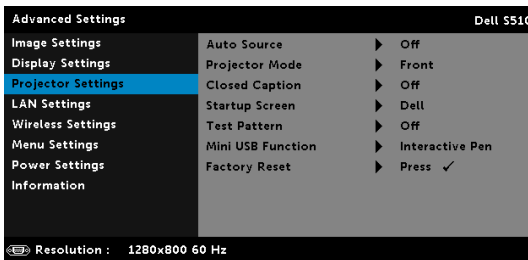 Advanced Settings Dell S510
Image Settings Auto Source Off
Display Settings Projector Mode Front
Projector Settings Closed Caption Off
LAN Settings Startup Screen Dell
Wireless Settings Test Pattern Off
Menu Settings Mini USB Function Interactive Pen
Power Settings Factory Reset Press ✓
Information
Resolution : 1280x800 60 Hz